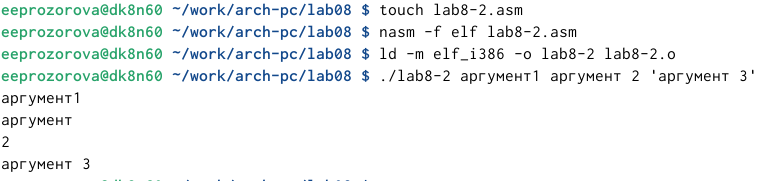 eeprozorova@dk8n60 ~/work/arch-pc/lab08 $ touch lab8-2.asm
eeprozorova@dk8n60 ~/work/arch-pc/lab08 $ nasm -f elf lab8-2.asm
eeprozorova@dk8n60 ~/work/arch-pc/lab08 $ ld -m elf_i386 -o lab8-2 lab8-2.o
eeprozorova@dk8n60 ~/work/arch-pc/lab08 $ ./lab8-2 аргумент1 аргумент 2 'аргумент 3'
аргумент1
аргумент
2
аргумент 3